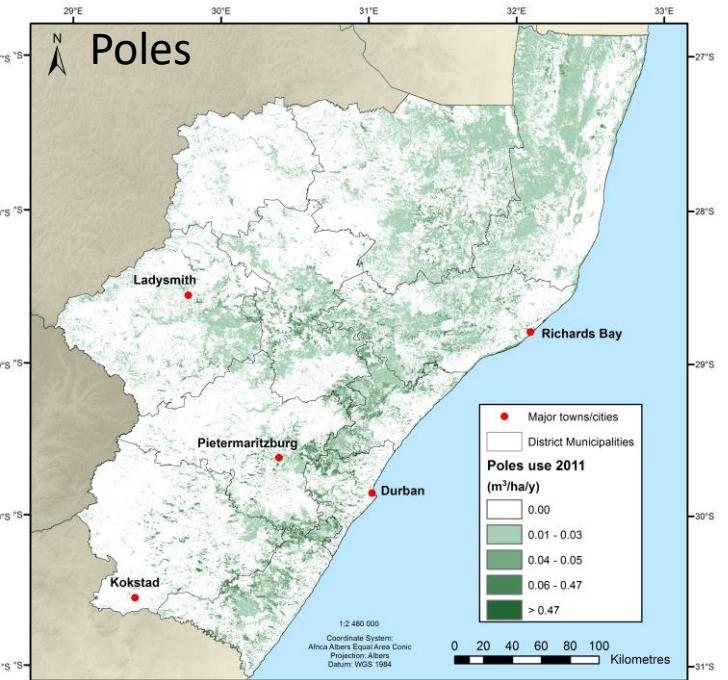 30°E 31°E 32°E 33°E
N
Poles
°S
-27°S
°S
-28°S
Ladysmith
Richards Bay
°S
-29°S
Pietermaritzburg
Durban
°S
-30°S
Kokstad
°S
-31°S
Major towns/cities
District Municipalities
Poles use 2011
(m³/ha/y)
0.00
0.01 - 0.03
0.04 - 0.05
0.06 - 0.47
> 0.47
1:2 480 000
Coordinate System:
Africa Albers Equal Area Conic
Projection: Albers
Datum: WGS 1984
0 20 40 60 80 100
Kilometres